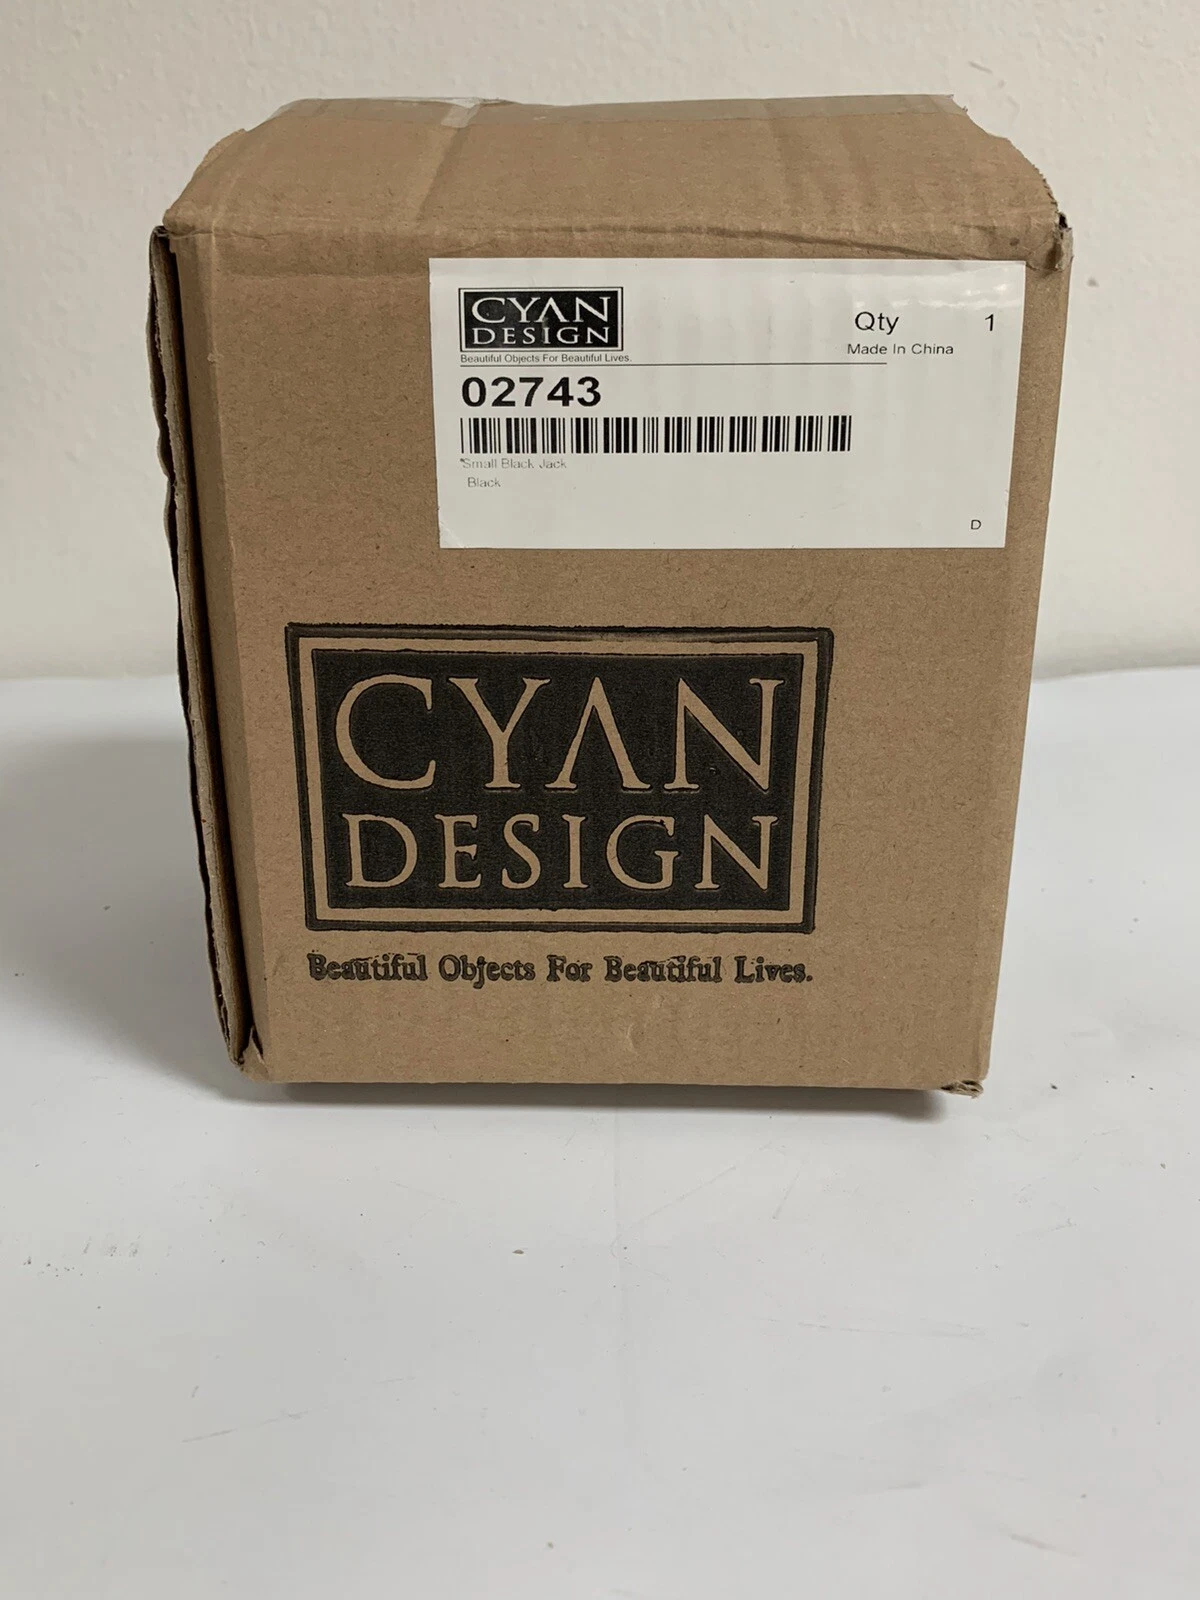 CYAN
DESIGN
Beautiful Objects For Beautiful Lives.
Qty 1
Made In China
02743
*Small Black Jack
Black
D
CYAN
DESIGN
Beautiful Objects For Beautiful Lives.